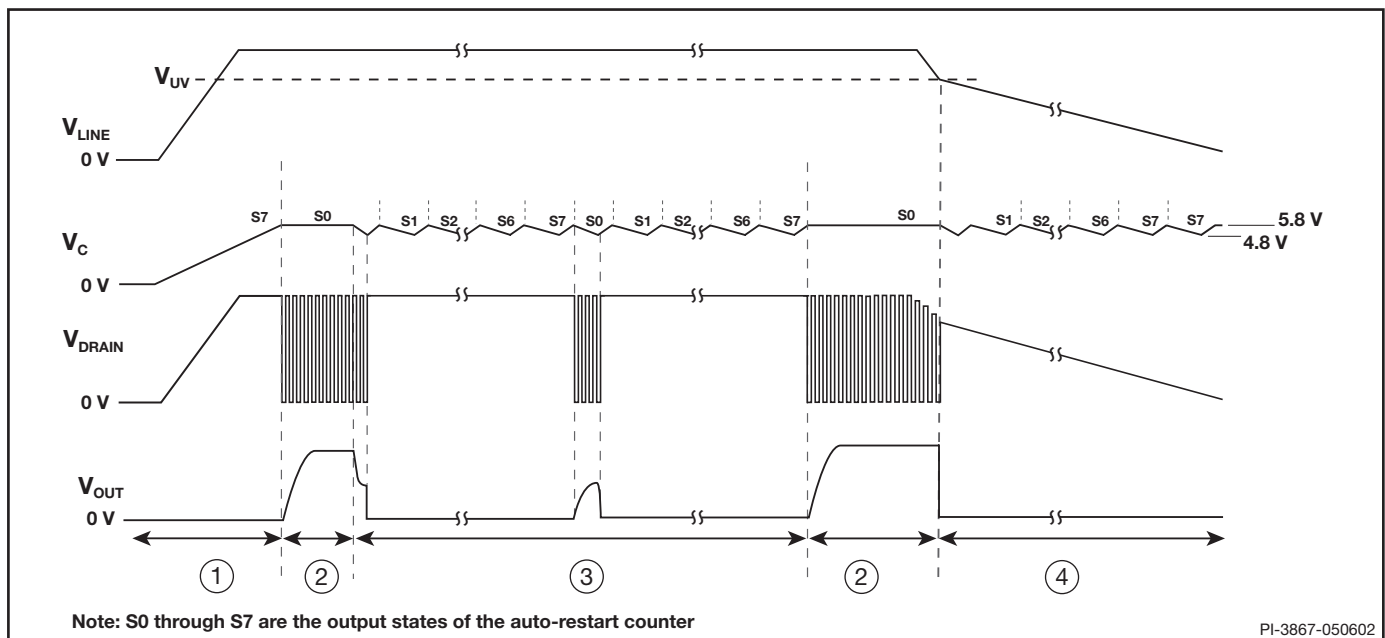 VUV
VLINE
0 V
S7 S0 S1 S2 S6 S7 S0 S1 S2 S6 S7 S0 S1 S2 S6 S7 S7
5.8 V
4.8 V
VC
0 V
VDRAIN
0 V
VOUT
0 V
1 2 3 2 4
Note: S0 through S7 are the output states of the auto-restart counter
PI-3867-050602